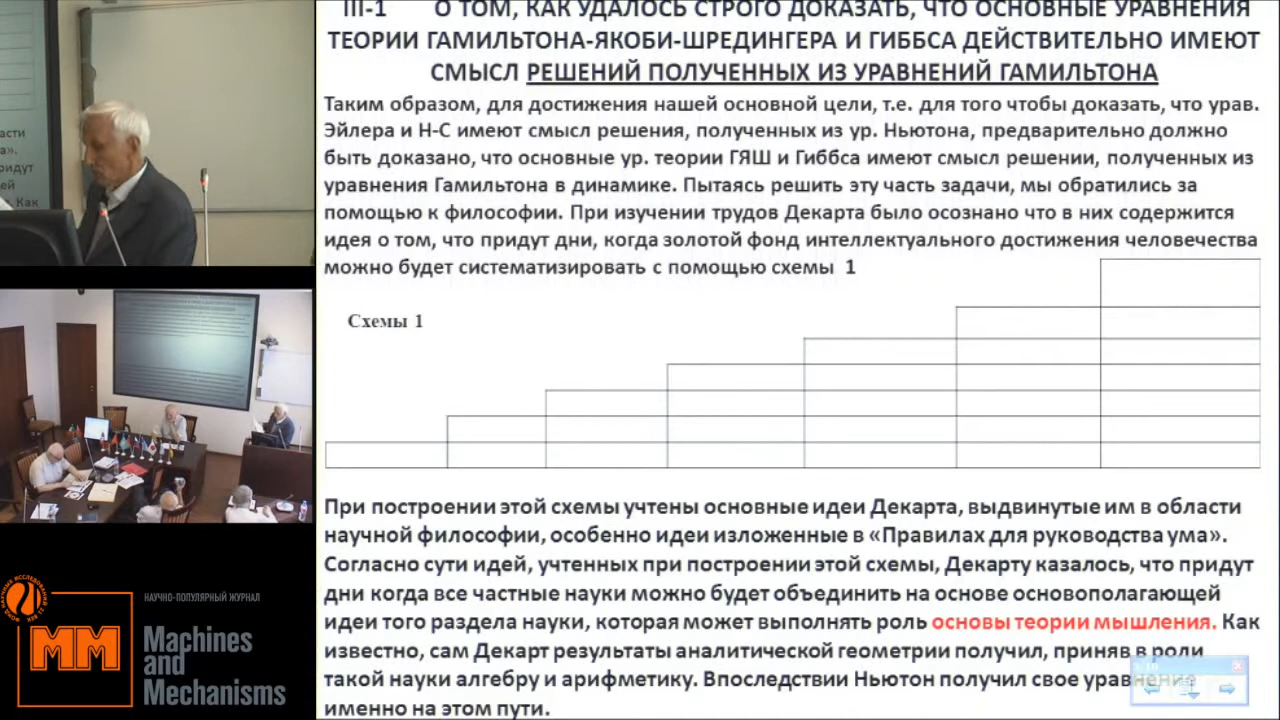 III-1 О ТОМ, КАК УДАЛОСЬ СТРОГО ДОКАЗАТЬ, ЧТО ОСНОВНЫЕ УРАВНЕНИЯ
ТЕОРИИ ГАМИЛЬТОНА-ЯКОБИ-ШРЕДИНГЕРА И ГИББСА ДЕЙСТВИТЕЛЬНО ИМЕЮТ
СМЫСЛ РЕШЕНИЙ ПОЛУЧЕННЫХ ИЗ УРАВНЕНИЙ ГАМИЛЬТОНА
Таким образом, для достижения нашей основной цели, т.е. для того чтобы доказать, что урав.
Эйлера и Н-С имеют смысл решения, полученных из ур. Ньютона, предварительно должно
быть доказано, что основные ур. теории ГЯШ и Гиббса имеют смысл решении, полученных из
уравнения Гамильтона в динамике. Пытаясь решить эту часть задачи, мы обратились за
помощью к философии. При изучении трудов Декарта было осознано что в них содержится
идея о том, что придут дни, когда золотой фонд интеллектуального достижения человечества
можно будет систематизировать с помощью схемы 1
Схемы 1
При построении этой схемы учтены основные идеи Декарта, выдвинутые им в области
научной философии, особенно идеи изложенные в «Правилах для руководства ума».
Согласно сути идей, учтенных при построении этой схемы, Декарту казалось, что придут
дни когда все частные науки можно будет объединить на основе основополагающей
идеи того раздела науки, которая может выполнять роль основы теории мышления. Как
известно, сам Декарт результаты аналитической геометрии получил, приняв в роли
такой науки алгебру и арифметику. Впоследствии Ньютон получил свое уравнение
именно на этом пути.
асти
а».
ридут
ей
Как
НАУЧНО-ПОПУЛЯРНЫЙ ЖУРНАЛ
ММ
Machines
and
Mechanisms